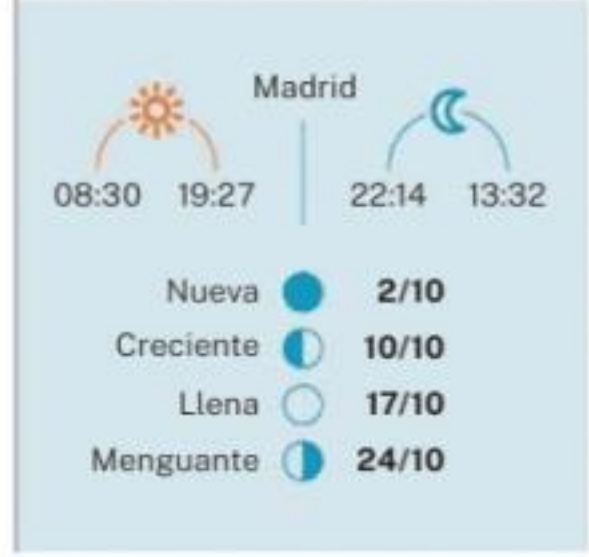 Madrid
08:30 19:27 22:14 13:32
Nueva 2/10
Creciente 10/10
Llena 17/10
Menguante 24/10